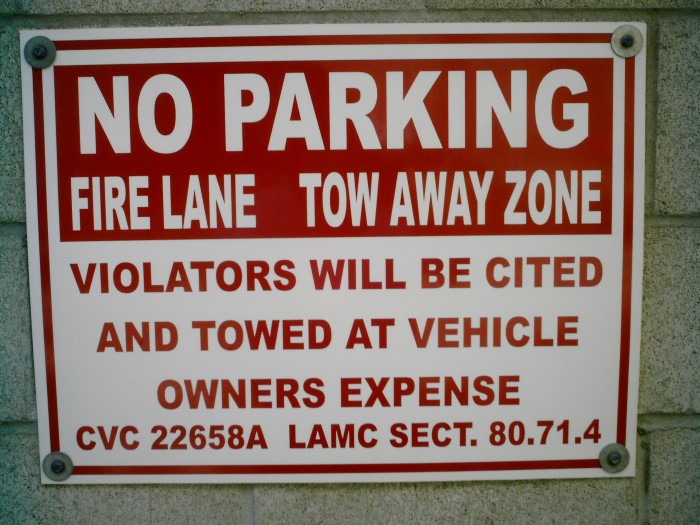 NO PARKING
FIRE LANE TOW AWAY ZONE
VIOLATORS WILL BE CITED
AND TOWED AT VEHICLE
OWNERS EXPENSE
CVC 22658A LAMC SECT. 80.71.4